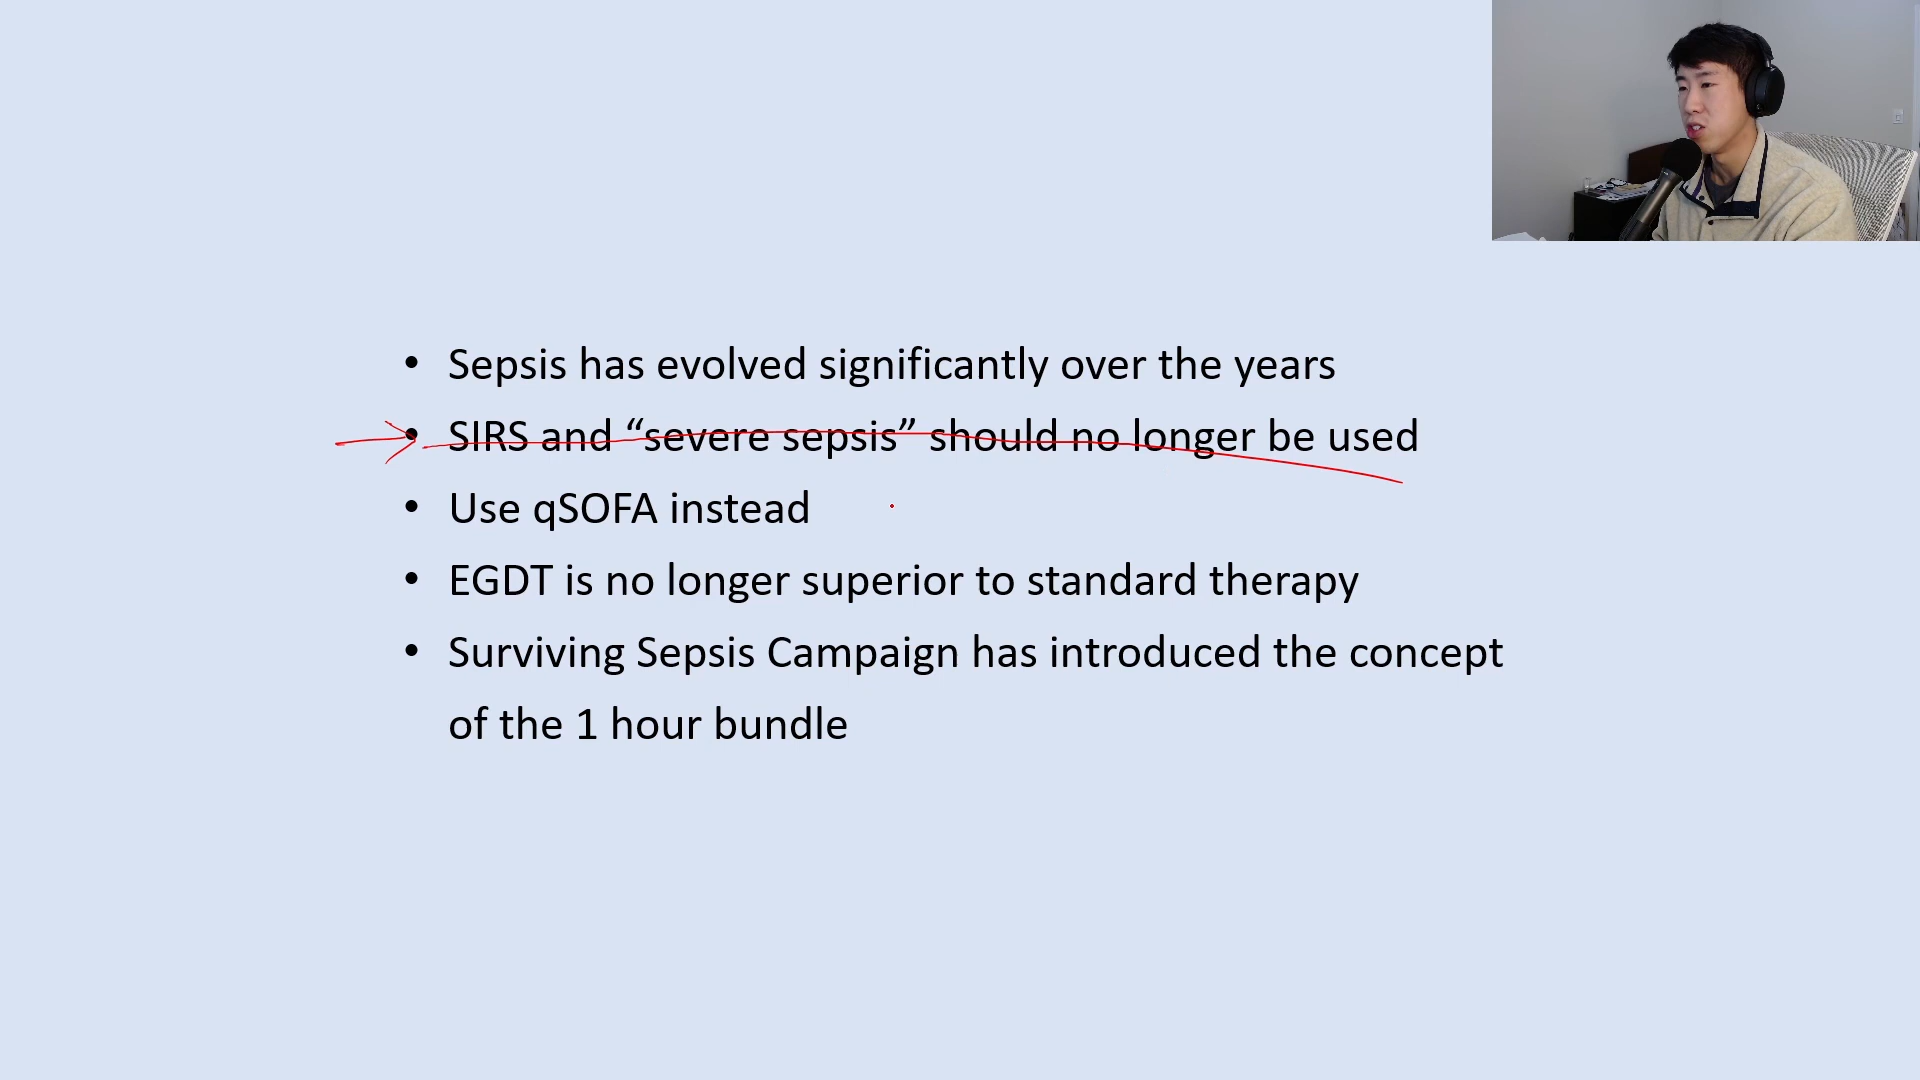 • Sepsis has evolved significantly over the years
• SIRS and “severe sepsis” should no longer be used
• Use qSOFA instead
• EGDT is no longer superior to standard therapy
• Surviving Sepsis Campaign has introduced the concept
of the 1 hour bundle